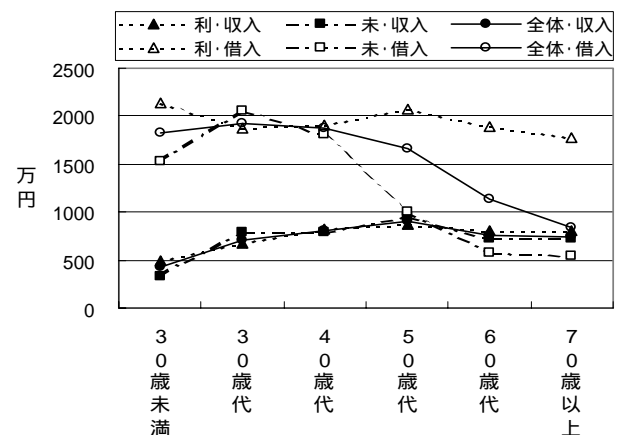 利・収入 未・収入 全体・収入
利・借入 未・借入 全体・借入
2500
2000
1500
1000
500
0
万円
30歳未満
30歳代
40歳代
50歳代
60歳代
70歳以上